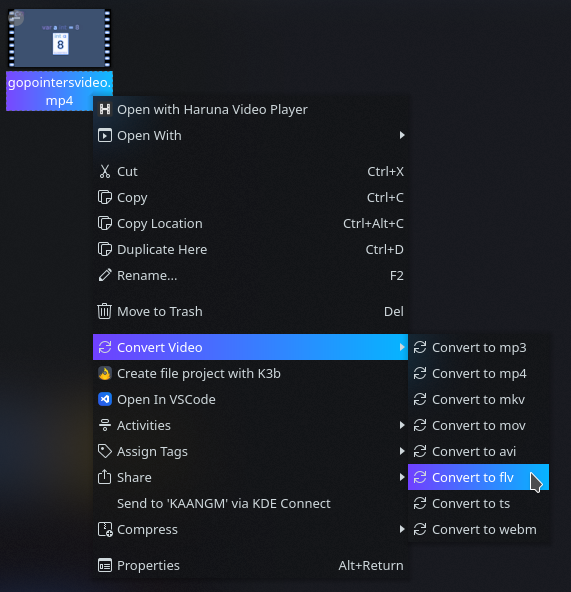 8
gopointersvideo.
mp4
Open with Haruna Video Player
Open With
Cut Ctrl+X
Copy Ctrl+C
Copy Location Ctrl+Alt+C
Duplicate Here Ctrl+D
Rename... F2
Move to Trash Del
Convert Video
Create file project with K3b
Open In VSCode
Activities
Assign Tags
Share
Send to 'KAANGM' via KDE Connect
Compress
Properties Alt+Return
Convert to mp3
Convert to mp4
Convert to mkv
Convert to mov
Convert to avi
Convert to flv
Convert to ts
Convert to webm